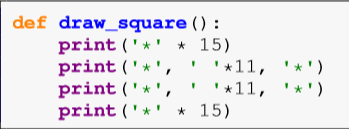 def draw_square():
    print('*' * 15)
    print('*', ' '*11, '*')
    print('*', ' '*11, '*')
    print('*' * 15)